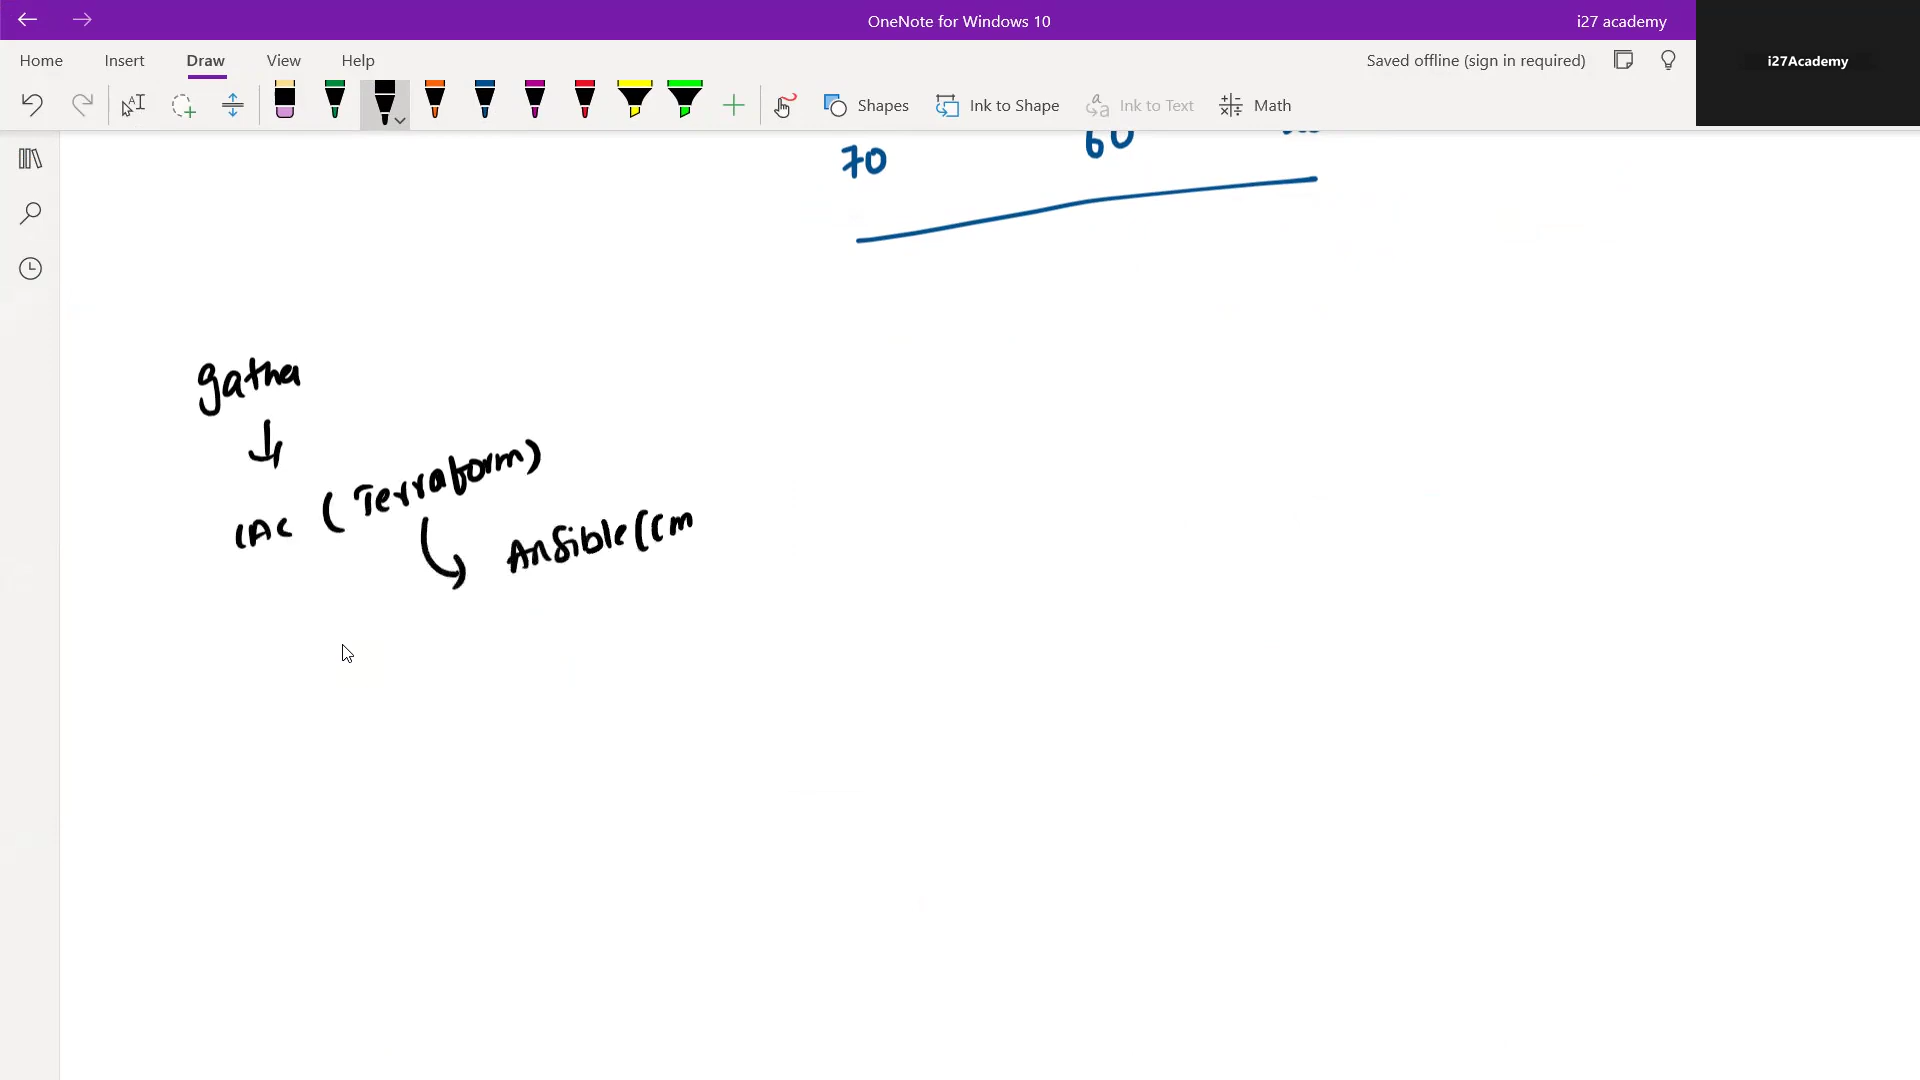 OneNote for Windows 10
i27 academy
Home Insert Draw View Help
Saved offline (sign in required)
i27Academy
Shapes Ink to Shape Ink to Text Math
70 60
gather
IAC (Terraform)
Ansible (CM